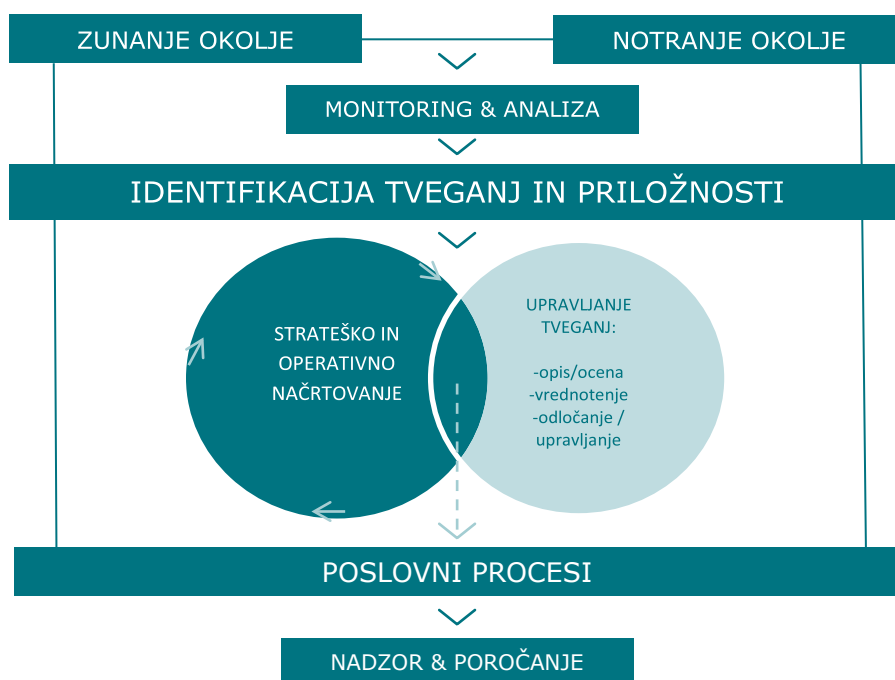 ZUNANJE OKOLJE
NOTRANJE OKOLJE
MONITORING & ANALIZA
IDENTIFIKACIJA TVEGANJ IN PRILOŽNOSTI
STRATEŠKO IN
OPERATIVNO
NAČRTOVANJE
UPRAVLJANJE
TVEGANJ:
-opis/ocena
-vrednotenje
-odločanje /
upravljanje
POSLOVNI PROCESI
NADZOR & POROČANJE